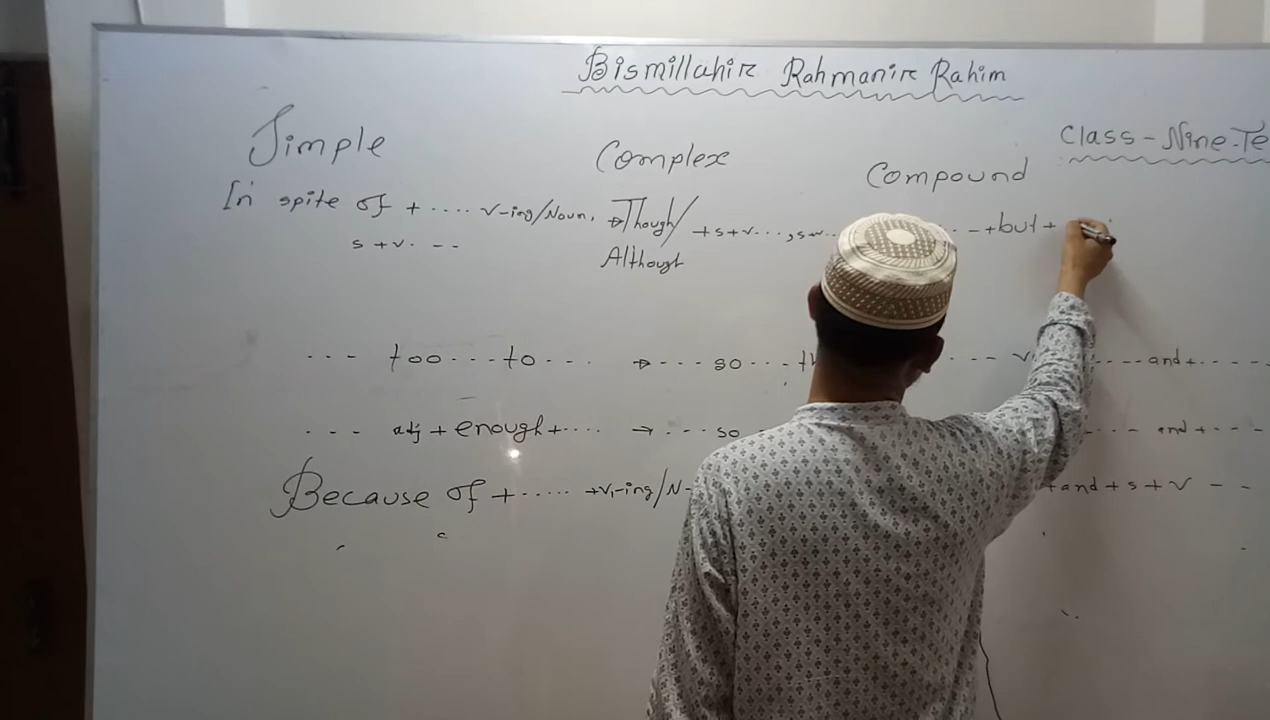 Bismillahir Rahmanir Rahim
Class - Nine-Te
Simple Complex Compound
In spite of + .... v-ing/Noun, → Though/ + s+v..., s+v.. - - +but +
s + v. - - Although
--- too ... to ... → --- so ... th --- v ---- and + ----
--- adj + enough + .... → --- so --- and + ---
Because of + ...... +v,-ing/N- +and + s + v - -